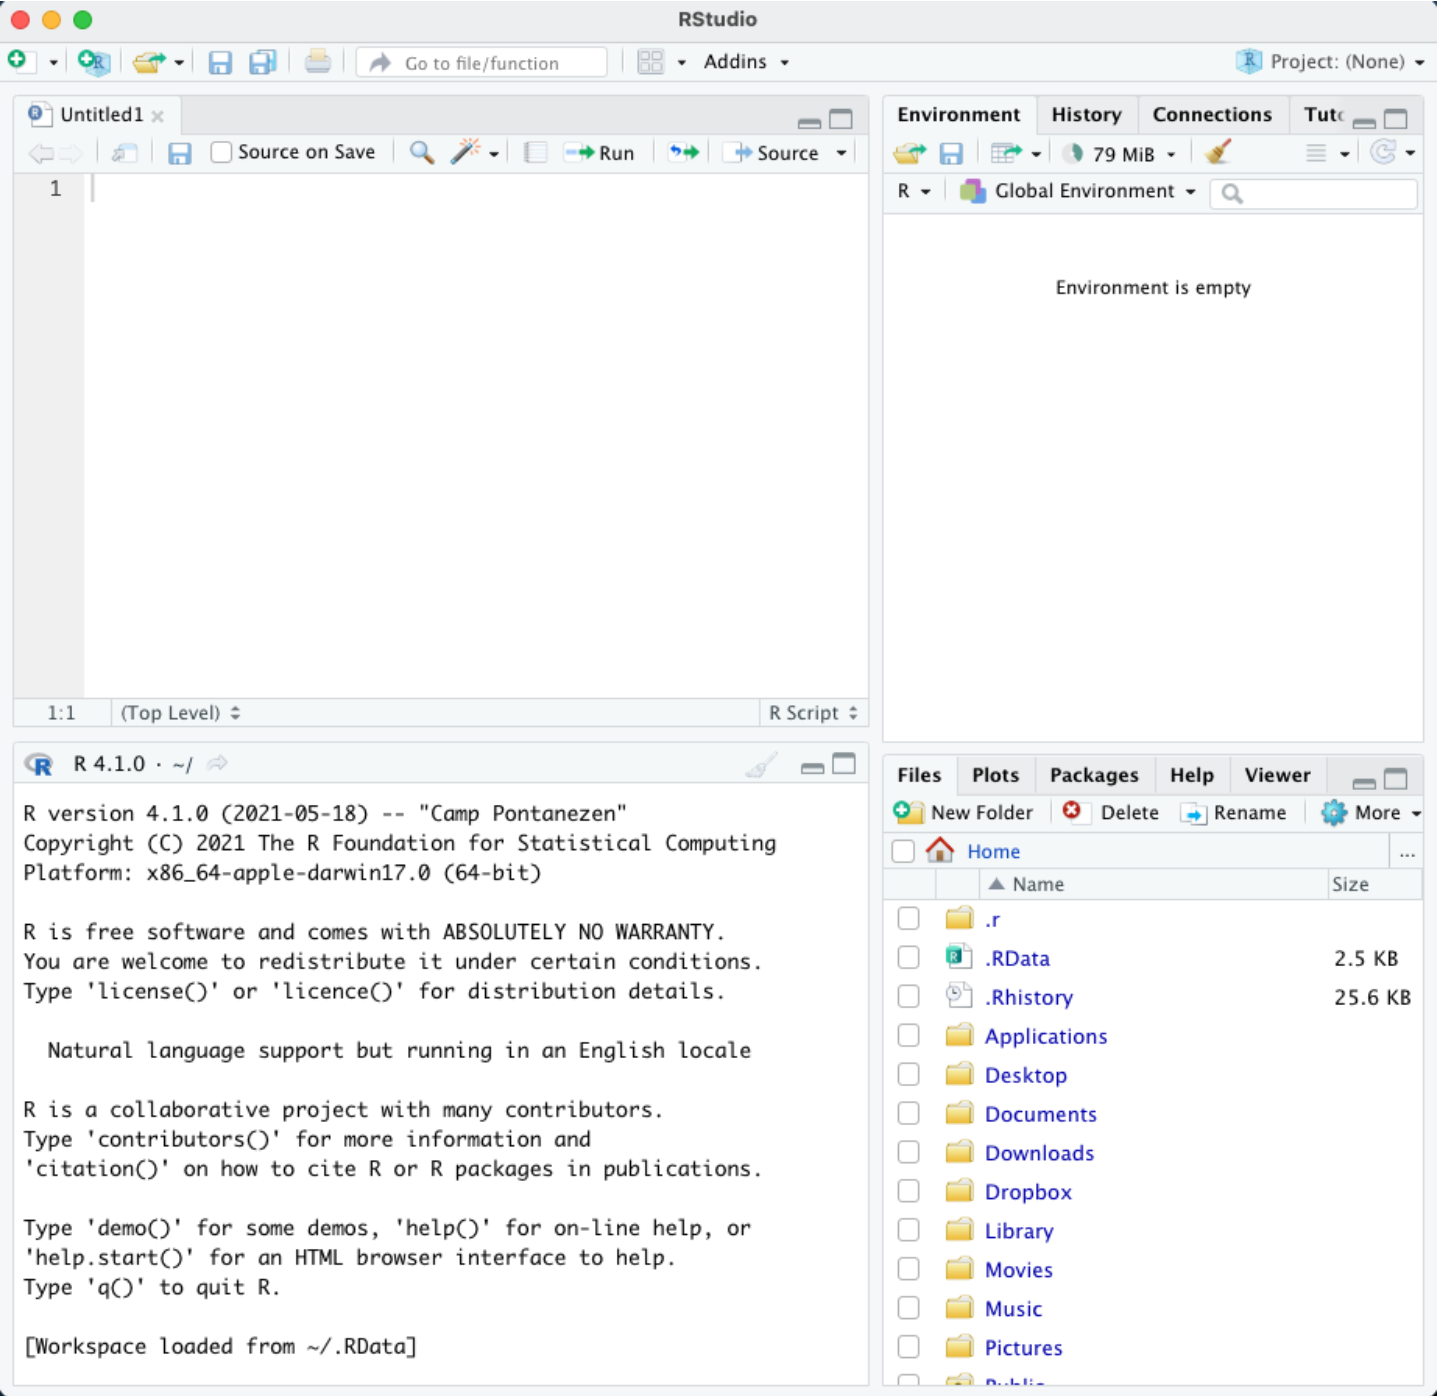 RStudio
Go to file/function
Addins
Project: (None)
Untitled1
Source on Save
Run
Source
1
1:1
(Top Level)
R Script
R 4.1.0 · ~/
R version 4.1.0 (2021-05-18) -- "Camp Pontanezen"
Copyright (C) 2021 The R Foundation for Statistical Computing
Platform: x86_64-apple-darwin17.0 (64-bit)
R is free software and comes with ABSOLUTELY NO WARRANTY.
You are welcome to redistribute it under certain conditions.
Type 'license()' or 'licence()' for distribution details.
Natural language support but running in an English locale
R is a collaborative project with many contributors.
Type 'contributors()' for more information and
'citation()' on how to cite R or R packages in publications.
Type 'demo()' for some demos, 'help()' for on-line help, or
'help.start()' for an HTML browser interface to help.
Type 'q()' to quit R.
[Workspace loaded from ~/.RData]
Environment History Connections
79 MiB
R Global Environment
Environment is empty
Files Plots Packages Help Viewer
New Folder Delete Rename More
Home ...
Name Size
.r
.RData 2.5 KB
.Rhistory 25.6 KB
Applications
Desktop
Documents
Downloads
Dropbox
Library
Movies
Music
Pictures